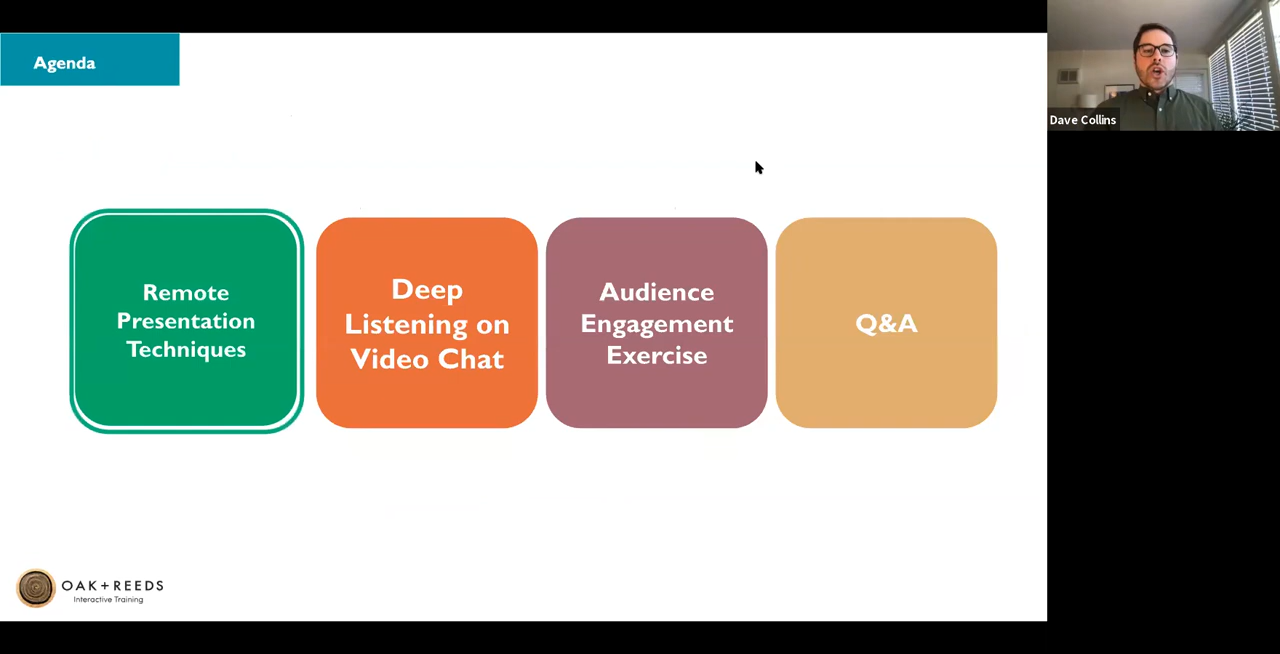 Agenda
Dave Collins
Remote
Presentation
Techniques
Deep
Listening on
Video Chat
Audience
Engagement
Exercise
Q&A
OAK+REEDS
Interactive Training